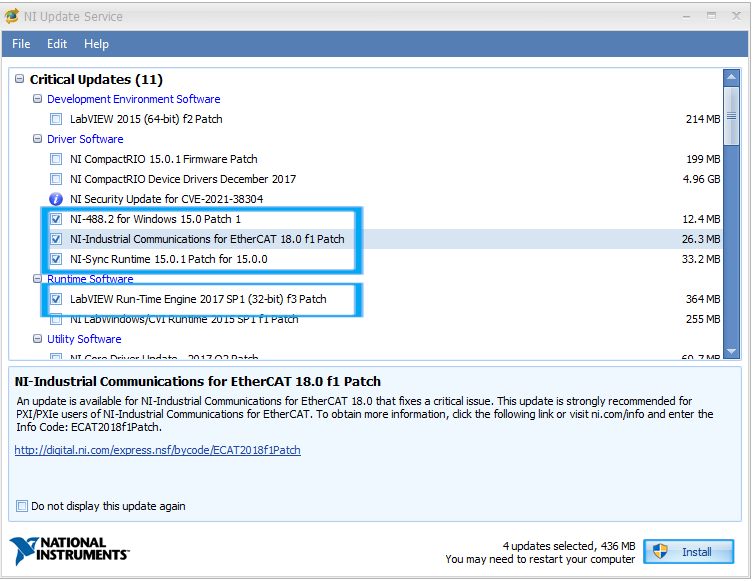 NI Update Service
File Edit Help
Critical Updates (11)
Development Environment Software
LabVIEW 2015 (64-bit) f2 Patch 214 MB
Driver Software
NI CompactRIO 15.0.1 Firmware Patch 199 MB
NI CompactRIO Device Drivers December 2017 4.96 GB
NI Security Update for CVE-2021-38304
NI-488.2 for Windows 15.0 Patch 1 12.4 MB
NI-Industrial Communications for EtherCAT 18.0 f1 Patch 26.3 MB
NI-Sync Runtime 15.0.1 Patch for 15.0.0 33.2 MB
Runtime Software
LabVIEW Run-Time Engine 2017 SP1 (32-bit) f3 Patch 364 MB
NI LabWindows/CVI Runtime 2015 SP1 f1 Patch 255 MB
Utility Software
NI Core Driver Update - 2017 Q2 Patch 60.7 MB
NI-Industrial Communications for EtherCAT 18.0 f1 Patch
An update is available for NI-Industrial Communications for EtherCAT 18.0 that fixes a critical issue. This update is strongly recommended for
PXI/PXIe users of NI-Industrial Communications for EtherCAT. To obtain more information, click the following link or visit ni.com/info and enter the
Info Code: ECAT2018f1Patch.
http://digital.ni.com/express.nsf/bycode/ECAT2018f1Patch
Do not display this update again
NATIONAL
INSTRUMENTS™
4 updates selected, 436 MB
You may need to restart your computer
Install